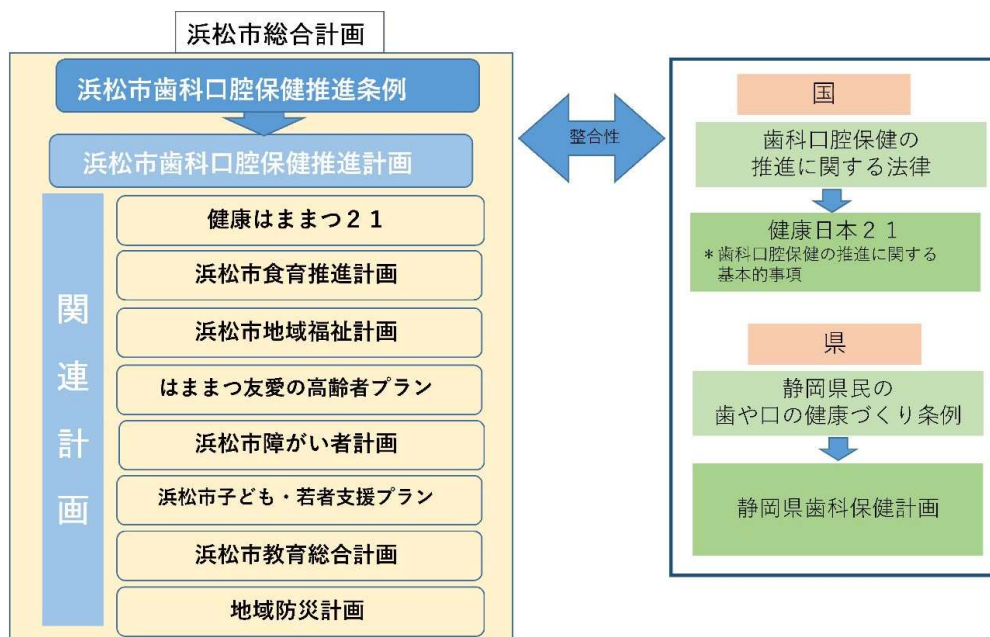 浜松市総合計画
浜松市歯科口腔保健推進条例
浜松市歯科口腔保健推進計画
関連計画
健康はままつ２１
浜松市食育推進計画
浜松市地域福祉計画
はままつ友愛の高齢者プラン
浜松市障がい者計画
浜松市子ども・若者支援プラン
浜松市教育総合計画
地域防災計画
整合性
国
歯科口腔保健の
推進に関する法律
健康日本２１
＊歯科口腔保健の推進に関する
基本的事項
県
静岡県民の
歯や口の健康づくり条例
静岡県歯科保健計画